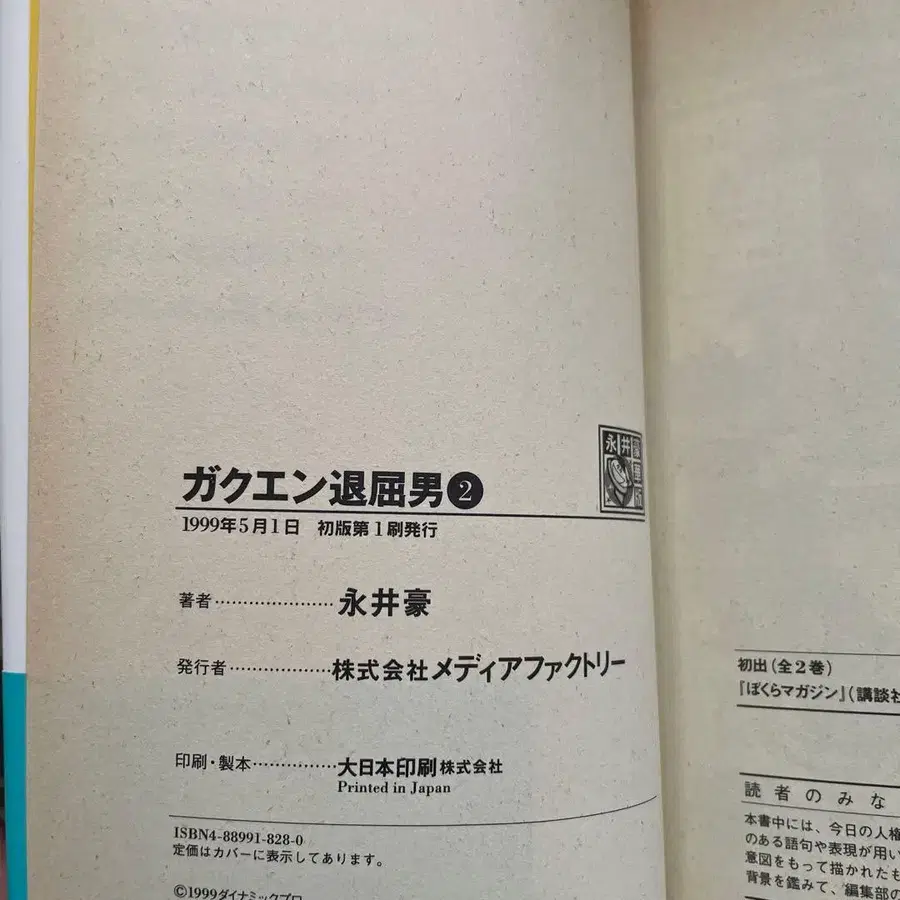 永井豪
ガクエン退屈男❷
1999年5月1日 初版第1刷発行
著者…………………永井豪
発行者………………株式会社メディアファクトリー
印刷・製本……………大日本印刷株式会社
Printed in Japan
ISBN4-88991-828-0
定価はカバーに表示してあります。
©1999ダイナミックプロ
初出(全2巻)
『ぼくらマガジン』(講談社
読者のみな
本書中には、今日の人権
のある語句や表現が用い
意図をもって描かれたも
背景を鑑みて、編集部の